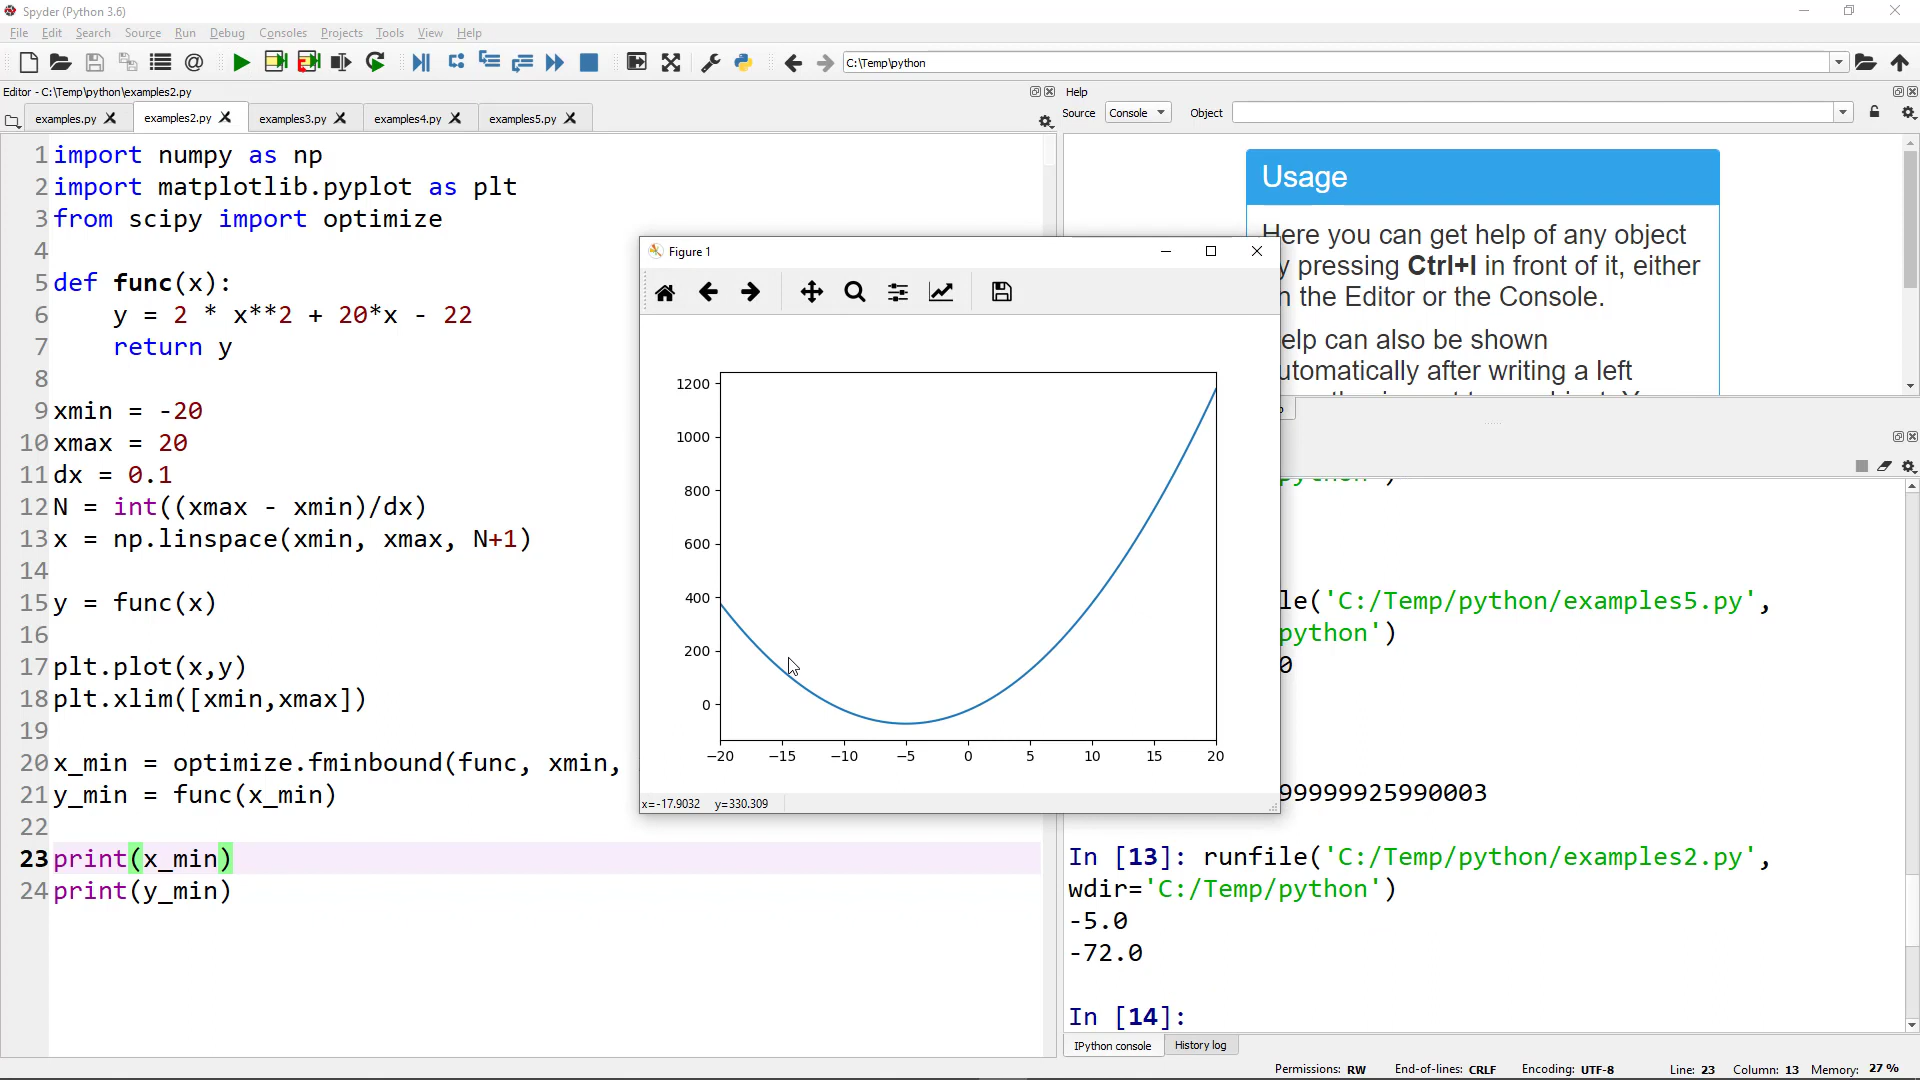 Spyder (Python 3.6)
File Edit Search Source Run Debug Consoles Projects Tools View Help
C:\Temp\python
Editor - C:\Temp\python\examples2.py
examples.py examples2.py examples3.py examples4.py examples5.py
1 import numpy as np
2 import matplotlib.pyplot as plt
3 from scipy import optimize
4
5 def func(x):
6 y = 2 * x**2 + 20*x - 22
7 return y
8
9 xmin = -20
10 xmax = 20
11 dx = 0.1
12 N = int((xmax - xmin)/dx)
13 x = np.linspace(xmin, xmax, N+1)
14
15 y = func(x)
16
17 plt.plot(x,y)
18 plt.xlim([xmin,xmax])
19
20 x_min = optimize.fminbound(func, xmin,
21 y_min = func(x_min)
22
23 print(x_min)
24 print(y_min)
Figure 1
1200
1000
800
600
400
200
0
−20 −15 −10 −5 0 5 10 15 20
x=-17.9032 y=330.309
Help
Source Console Object
Usage
Here you can get help of any object
y pressing Ctrl+I in front of it, either
n the Editor or the Console.
elp can also be shown
utomatically after writing a left
le('C:/Temp/python/examples5.py',
python')
0
99999925990003
In [13]: runfile('C:/Temp/python/examples2.py',
wdir='C:/Temp/python')
-5.0
-72.0
In [14]:
IPython console History log
Permissions: RW End-of-lines: CRLF Encoding: UTF-8 Line: 23 Column: 13 Memory: 27 %